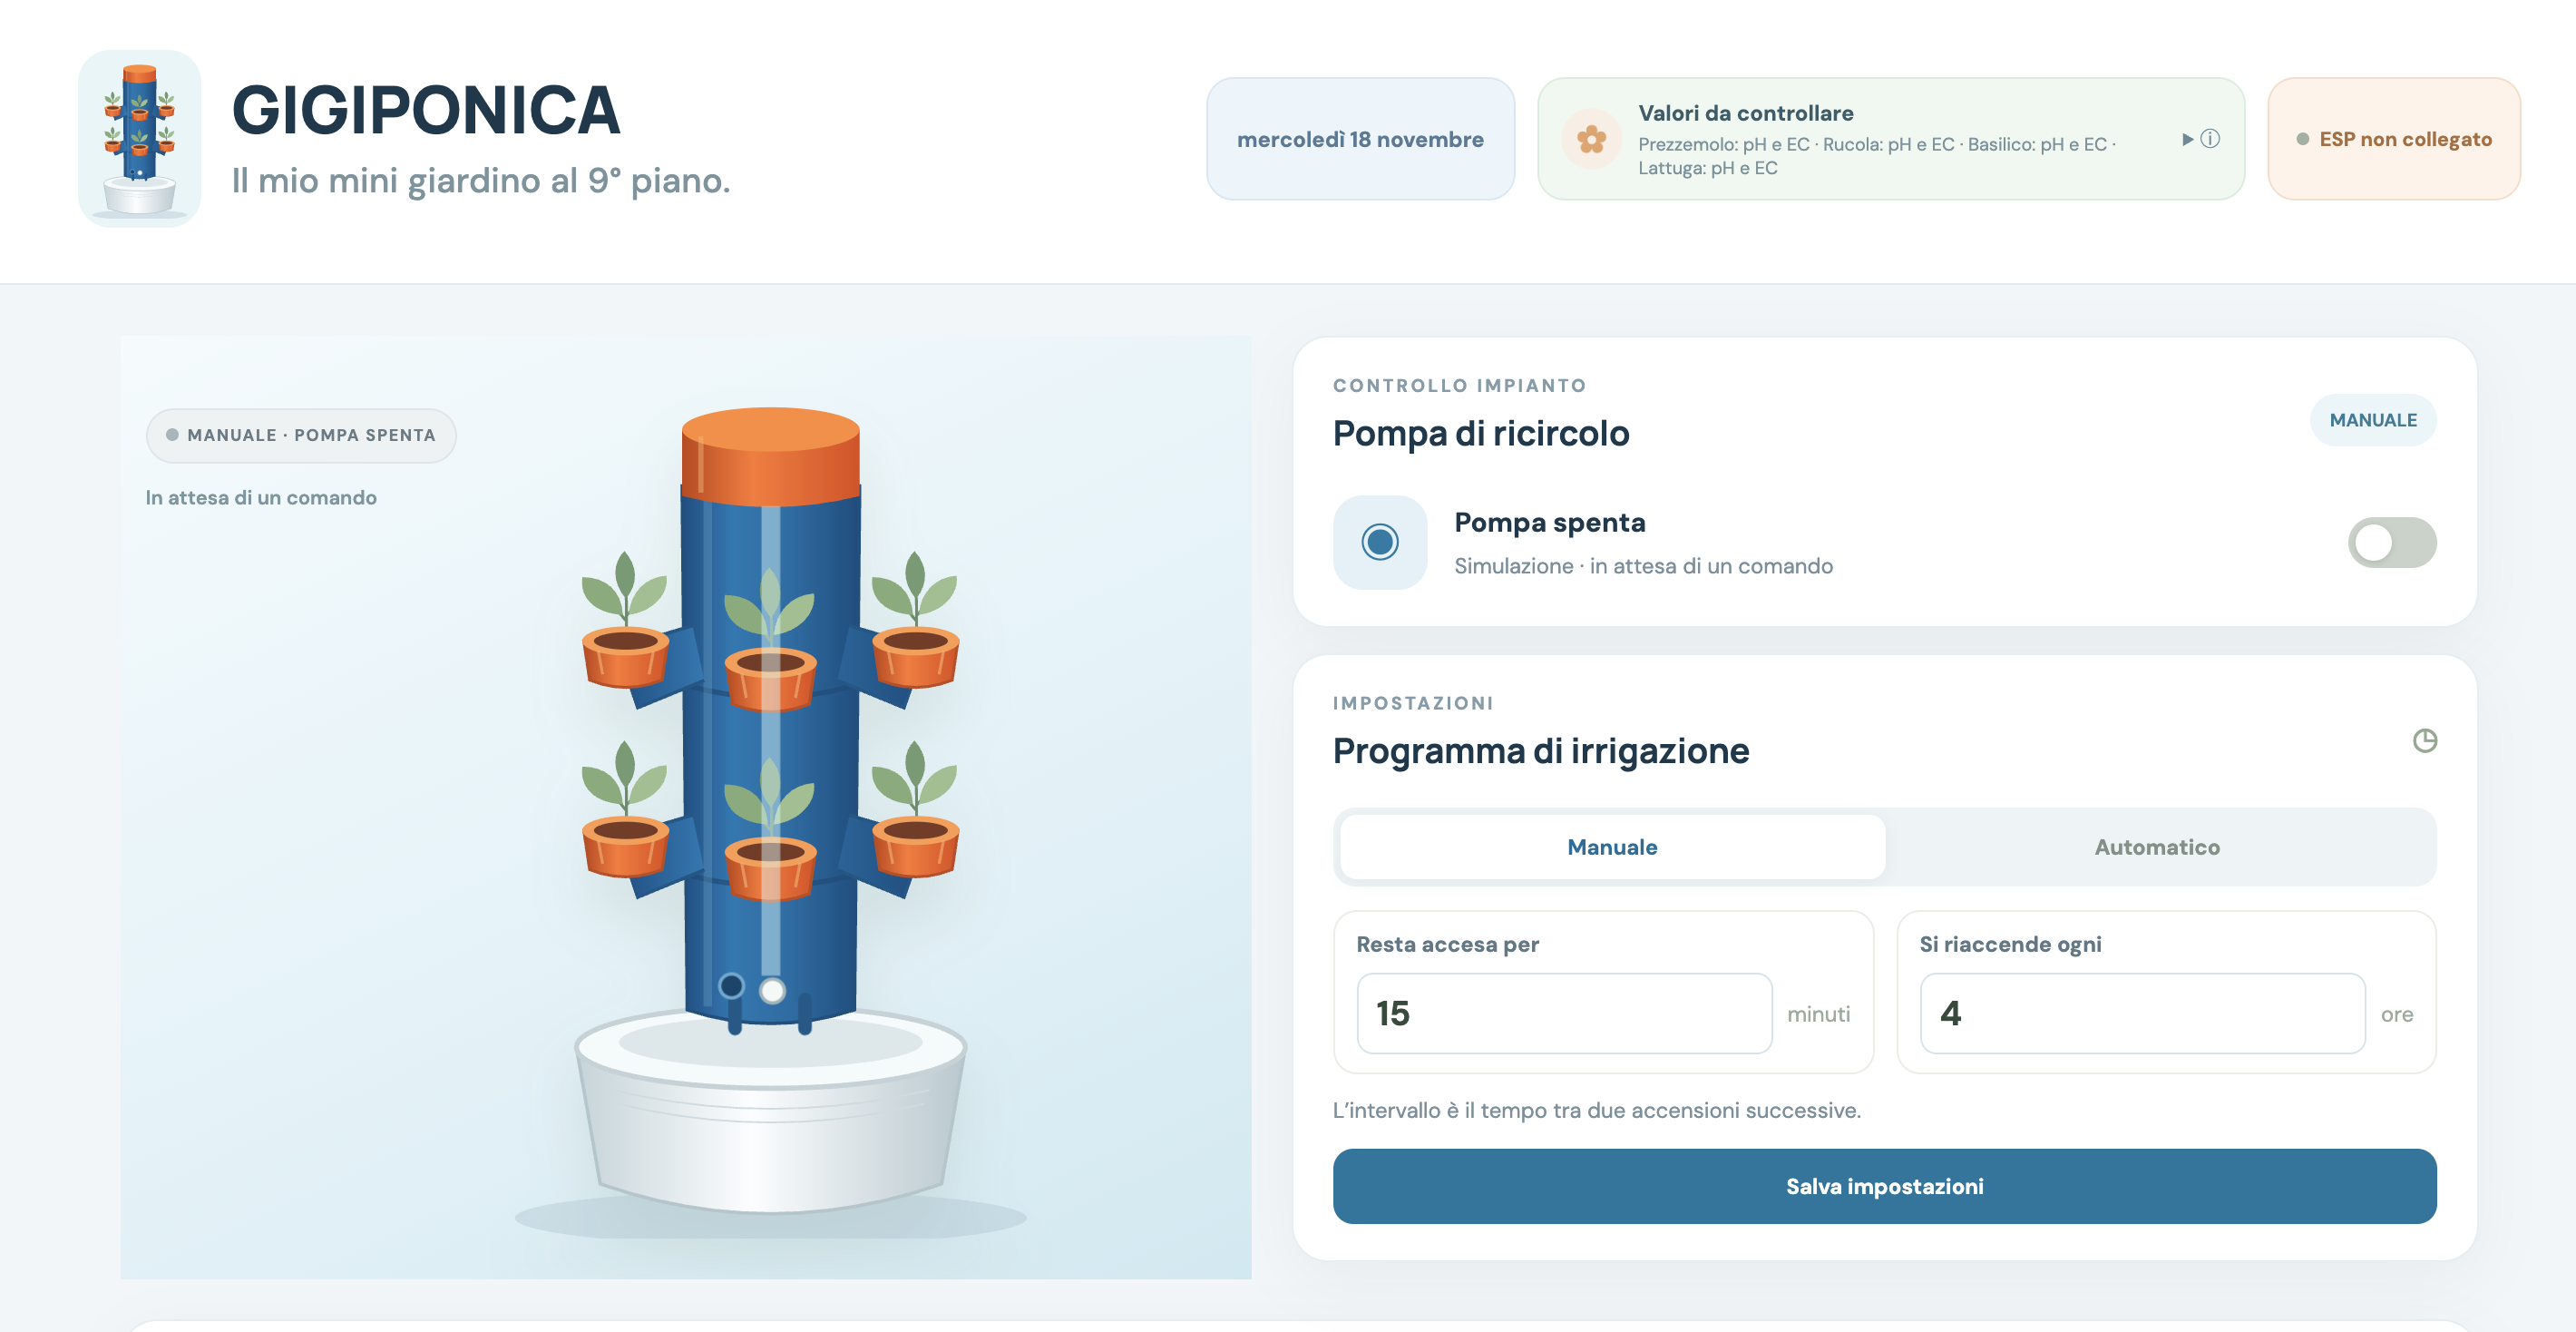 GIGIPONICA
Il mio mini giardino al 9° piano.
mercoledì 18 novembre
Valori da controllare
Prezzemolo: pH e EC · Rucola: pH e EC · Basilico: pH e EC ·
Lattuga: pH e EC
ESP non collegato
MANUALE · POMPA SPENTA
In attesa di un comando
CONTROLLO IMPIANTO
Pompa di ricircolo
MANUALE
Pompa spenta
Simulazione · in attesa di un comando
IMPOSTAZIONI
Programma di irrigazione
Manuale
Automatico
Resta accesa per
15 minuti
Si riaccende ogni
4 ore
L’intervallo è il tempo tra due accensioni successive.
Salva impostazioni